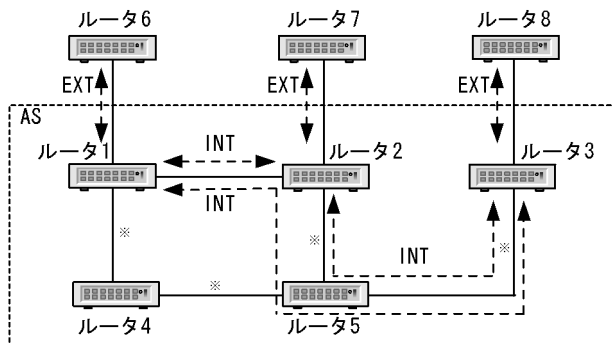 ルータ6
ルータ7
ルータ8
EXT
EXT
EXT
AS
ルータ1
INT
ルータ2
ルータ3
INT
※
※
INT
※
※
ルータ4
ルータ5